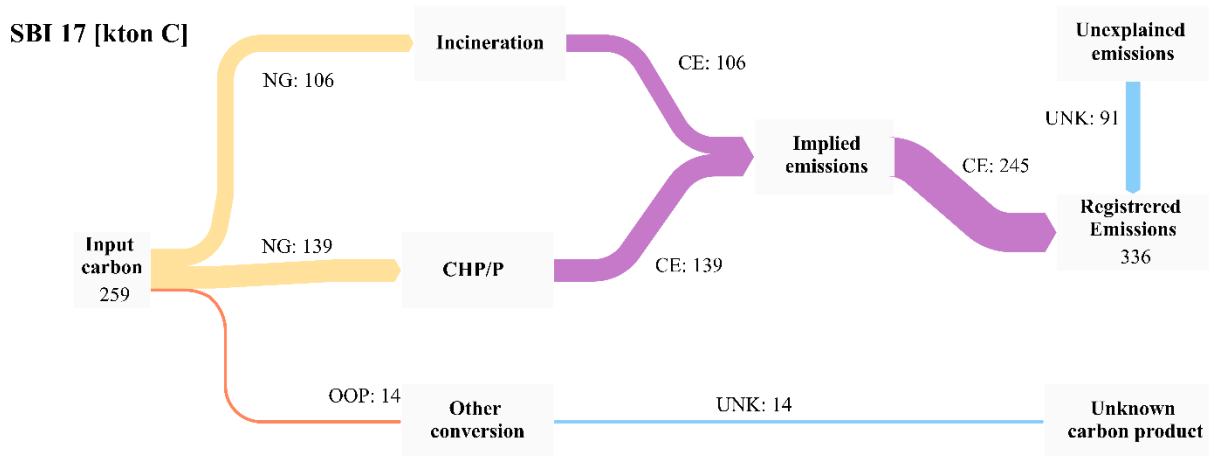 SBI 17 [kton C]
Incineration
Unexplained
emissions
NG: 106
CE: 106
UNK: 91
Implied
emissions
CE: 245
Input
carbon
259
NG: 139
CHP/P
CE: 139
Registrered
Emissions
336
OOP: 14
Other
conversion
UNK: 14
Unknown
carbon product